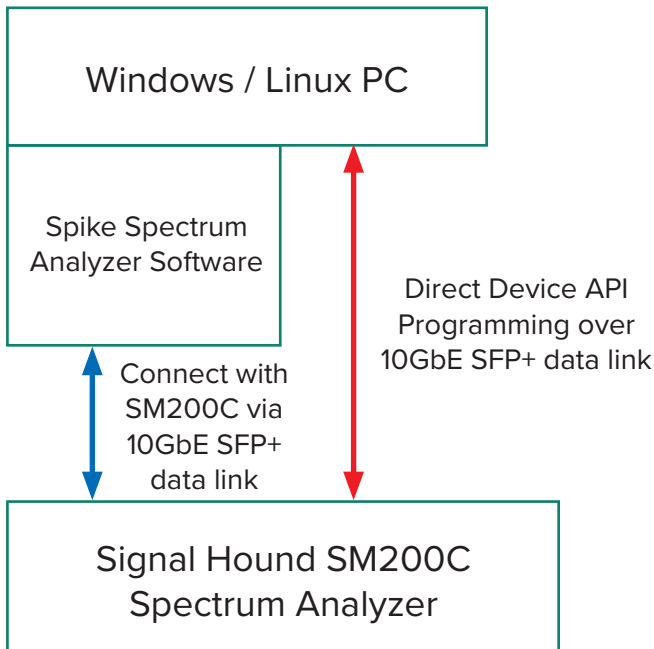 Windows / Linux PC
Spike Spectrum
Analyzer Software
Direct Device API
Programming over
10GbE SFP+ data link
Connect with
SM200C via
10GbE SFP+
data link
Signal Hound SM200C
Spectrum Analyzer